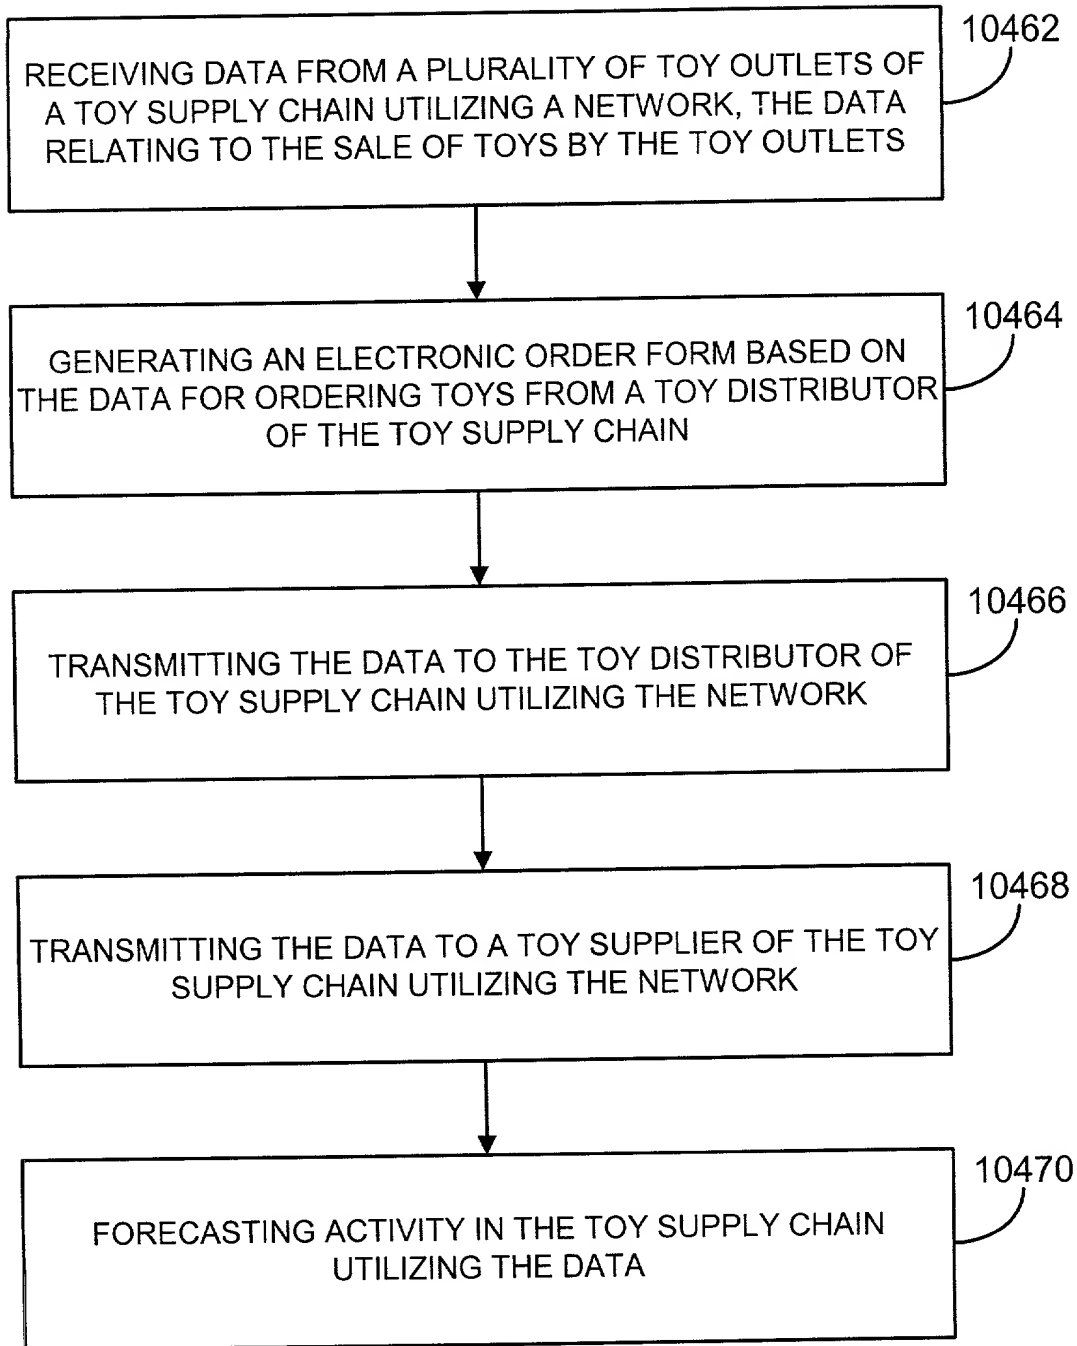 10462
RECEIVING DATA FROM A PLURALITY OF TOY OUTLETS OF
A TOY SUPPLY CHAIN UTILIZING A NETWORK, THE DATA
RELATING TO THE SALE OF TOYS BY THE TOY OUTLETS
10464
GENERATING AN ELECTRONIC ORDER FORM BASED ON
THE DATA FOR ORDERING TOYS FROM A TOY DISTRIBUTOR
OF THE TOY SUPPLY CHAIN
10466
TRANSMITTING THE DATA TO THE TOY DISTRIBUTOR OF
THE TOY SUPPLY CHAIN UTILIZING THE NETWORK
10468
TRANSMITTING THE DATA TO A TOY SUPPLIER OF THE TOY
SUPPLY CHAIN UTILIZING THE NETWORK
10470
FORECASTING ACTIVITY IN THE TOY SUPPLY CHAIN
UTILIZING THE DATA